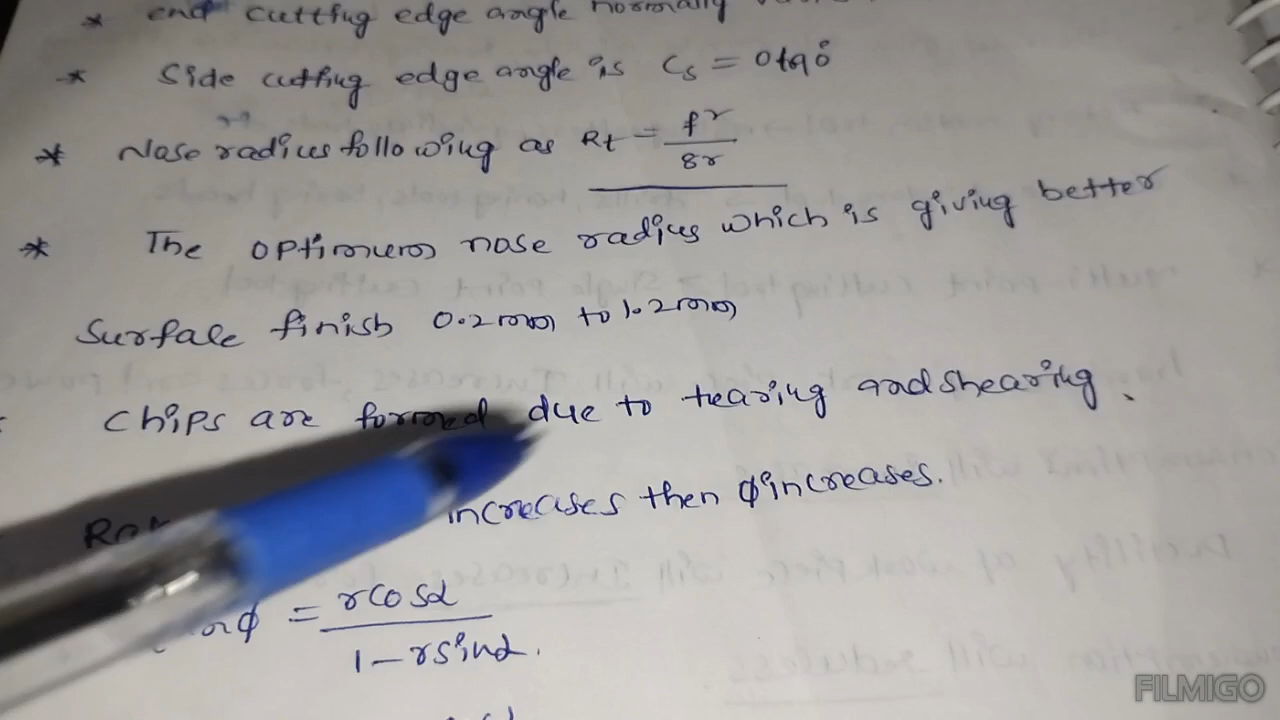 * end cutting edge angle normally
* Side cutting edge angle is Cs = 0 to 90°
* Nose radius following as Rt = f²/8r
* The optimum nose radius which is giving better
Surface finish 0.2mm to 1.2mm
Chips are formed due to tearing and shearing.
increases then ϕ increases.
ϕ = rcosα / 1 - rsinα.
FILMIGO